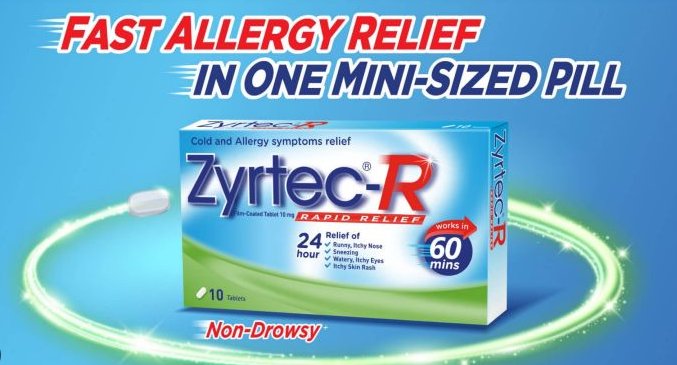 FAST ALLERGY RELIEF
IN ONE MINI-SIZED PILL
Zyrtec-R
Cold and Allergy symptoms relief
Zyrtec®-R
Film-Coated Tablet 10 mg
RAPID RELIEF
24
hour
Relief of
✓ Runny, Itchy Nose
✓ Sneezing
✓ Watery, Itchy Eyes
✓ Itchy Skin Rash
works in
60
mins
10 Tablets
Zyrtec-R
Non-Drowsy+